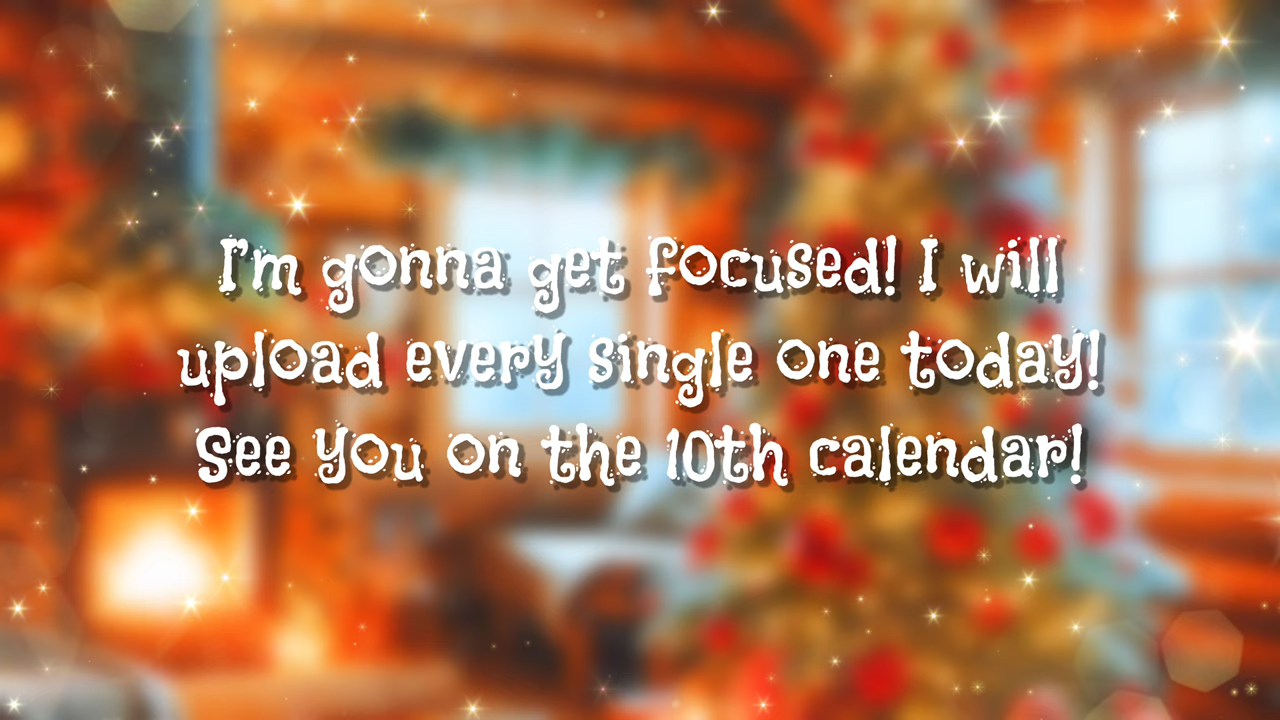 I'm gonna get focused! I will
upload every single one today!
See you on the 10th calendar!